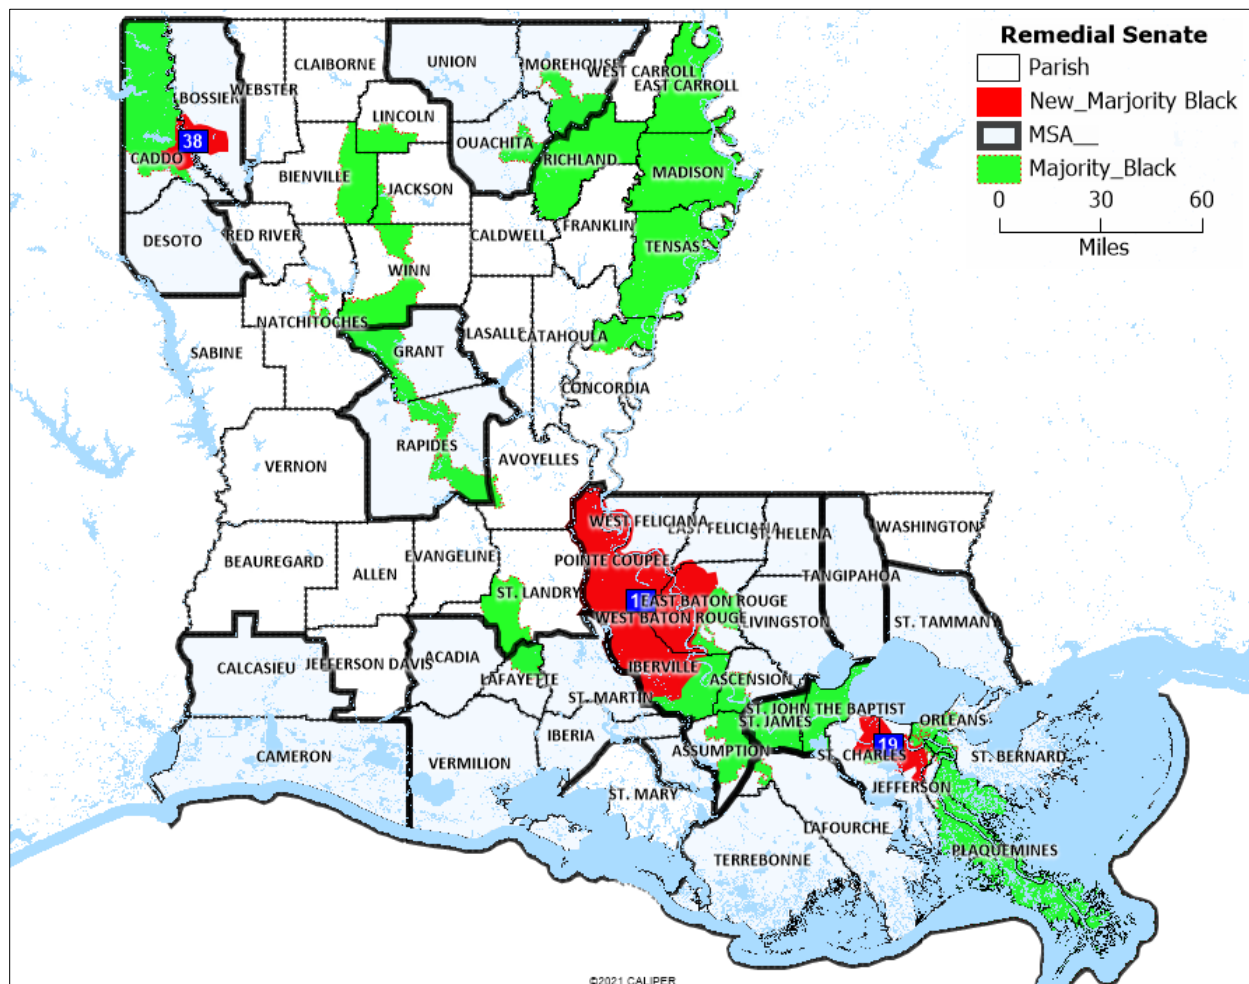 Remedial Senate
Parish
New_Marjority Black
MSA__
Majority_Black
0 30 60
Miles
CLAIBORNE
UNION
MOREHOUSE
WEST CARROLL
EAST CARROLL
BOSSIER
WEBSTER
LINCOLN
38
OUACHITA
CADDO
RICHLAND
BIENVILLE
MADISON
JACKSON
FRANKLIN
DESOTO
RED RIVER
CALDWELL
TENSAS
WINN
NATCHITOCHES
LASALLE
CATAHOULA
SABINE
GRANT
CONCORDIA
RAPIDES
AVOYELLES
VERNON
WEST FELICIANA
EAST FELICIANA
ST. HELENA
WASHINGTON
EVANGELINE
POINTE COUPEE
BEAUREGARD
ALLEN
TANGIPAHOA
ST. LANDRY
EAST BATON ROUGE
WEST BATON ROUGE
LIVINGSTON
ST. TAMMANY
ACADIA
JEFFERSON DAVIS
CALCASIEU
IBERVILLE
LAFAYETTE
ASCENSION
ST. MARTIN
ST. JOHN THE BAPTIST
ST. JAMES
ORLEANS
IBERIA
19
ASSUMPTION
ST. CHARLES
ST. BERNARD
CAMERON
VERMILION
JEFFERSON
ST. MARY
LAFOURCHE
PLAQUEMINES
TERREBONNE
©2021 CALIPER